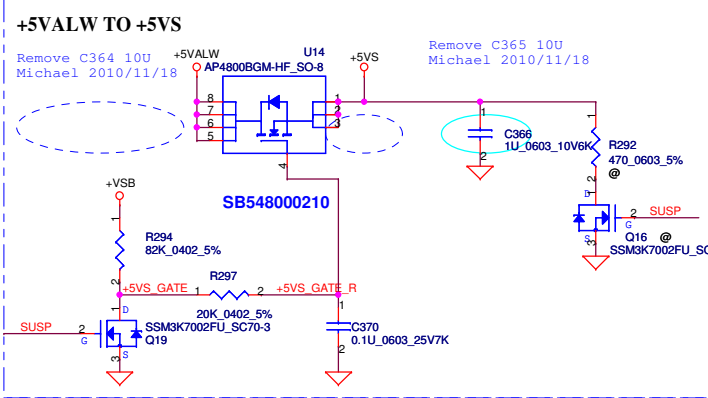 +5VALW TO +5VS
Remove C364 10U
Michael 2010/11/18
+5VALW
U14
AP4800BGM-HF_SO-8
+5VS
Remove C365 10U
Michael 2010/11/18
8
7
6
5
1
2
3
4
SB548000210
1
C366
1U_0603_10V6K
2
1
R292
470_0603_5%
@
2
D
2
SUSP
G
S
3
Q16 @
SSM3K7002FU_SC
+VSB
1
R294
82K_0402_5%
2
+5VS_GATE
1
R297
2
20K_0402_5%
+5VS_GATE_R
1
C370
0.1U_0603_25V7K
2
SUSP
2
G
1
D
SSM3K7002FU_SC70-3
Q19
S
3